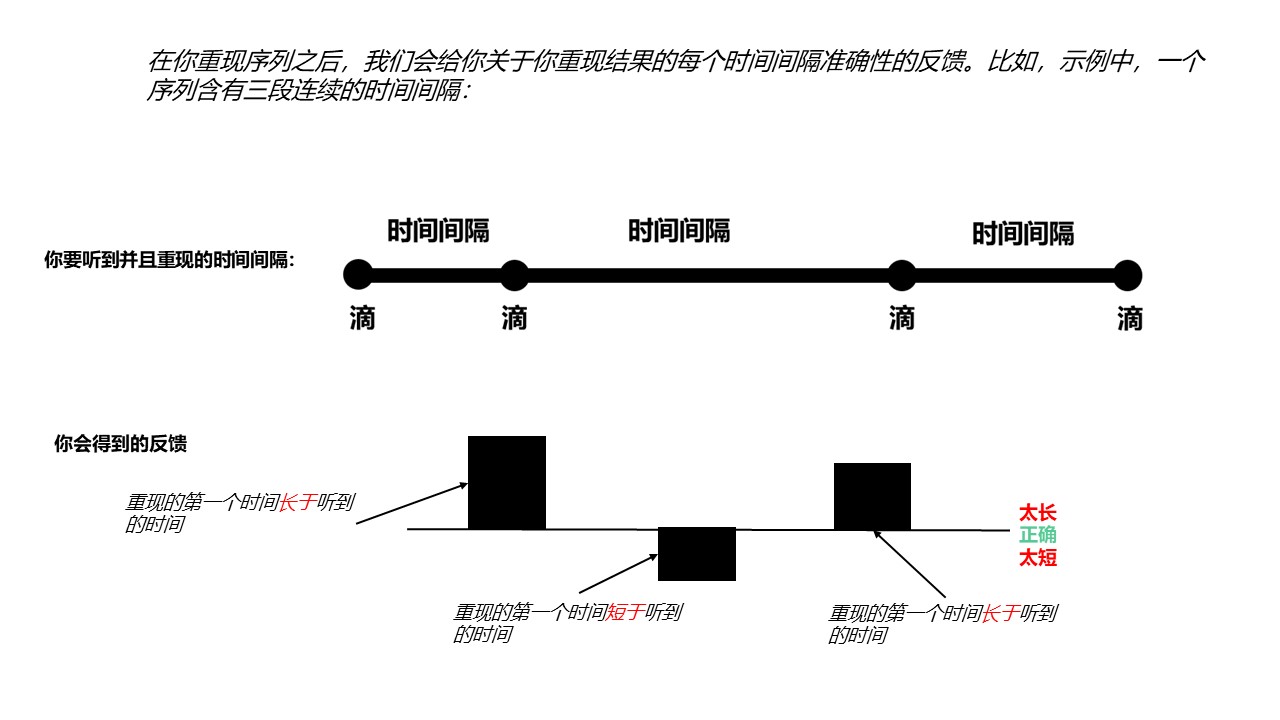 在你重现序列之后，我们会给你关于你重现结果的每个时间间隔准确性的反馈。比如，示例中，一个
序列含有三段连续的时间间隔：
时间间隔
时间间隔
时间间隔
你要听到并且重现的时间间隔：
滴
滴
滴
滴
你会得到的反馈
重现的第一个时间长于听到
的时间
太长
正确
太短
重现的第一个时间短于听到
的时间
重现的第一个时间长于听到
的时间